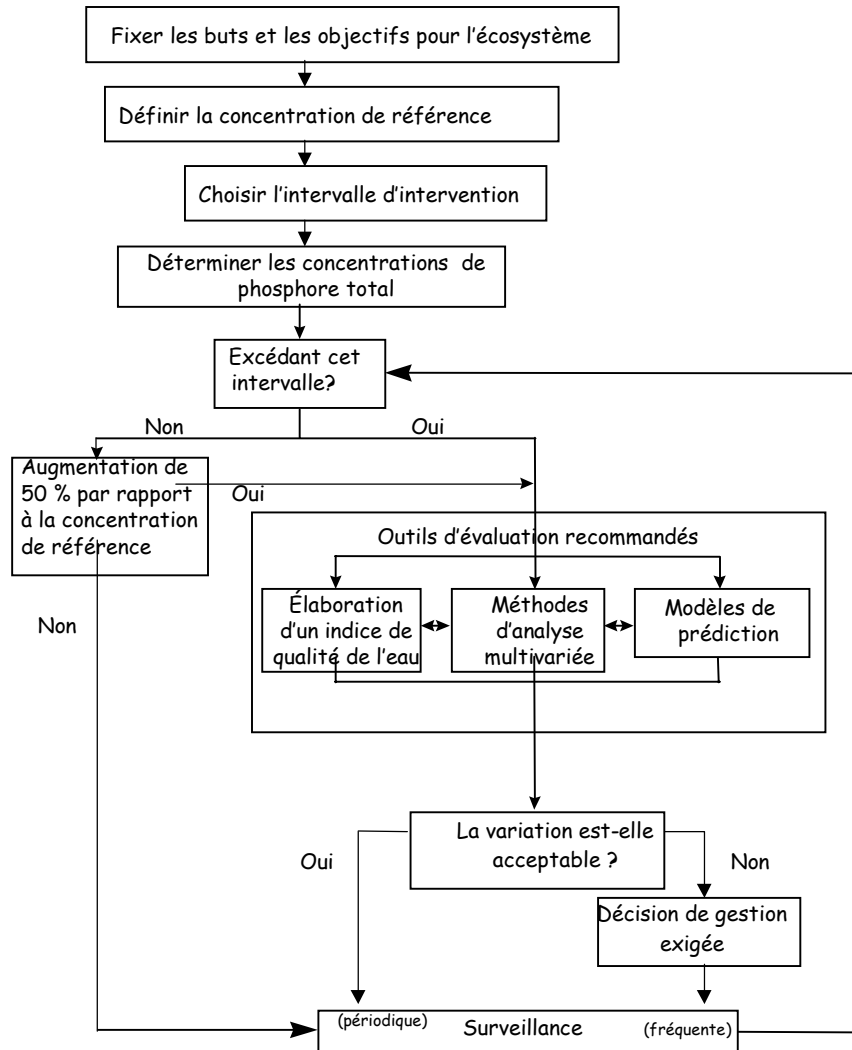 Fixer les buts et les objectifs pour l'écosystème
Définir la concentration de référence
Choisir l'intervalle d'intervention
Déterminer les concentrations de
phosphore total
Excédant cet
intervalle?
Non
Oui
Augmentation de
50 % par rapport
à la concentration
de référence
Oui
Non
Outils d'évaluation recommandés
Élaboration
d'un indice de
qualité de l'eau
Méthodes
d'analyse
multivariée
Modèles de
prédiction
La variation est-elle
acceptable ?
Oui
Non
Décision de gestion
exigée
(périodique)
Surveillance
(fréquente)